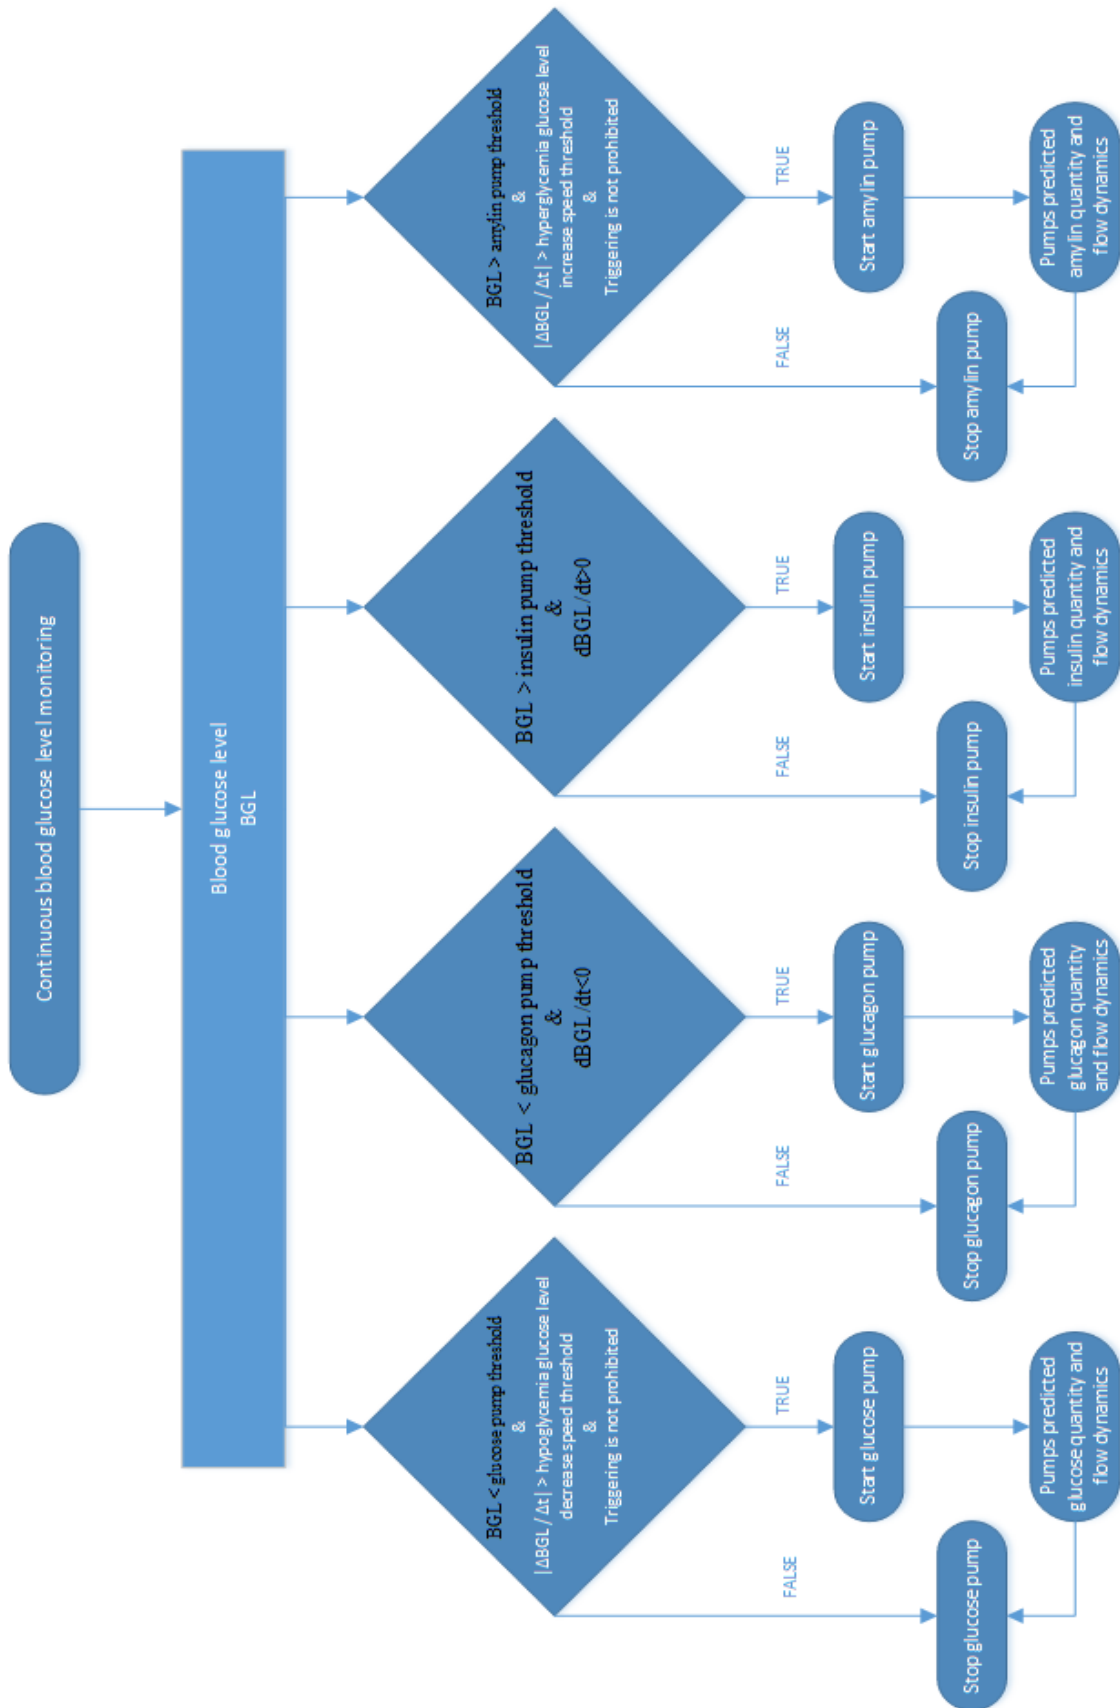 Continuous blood glucose level monitoring
Blood glucose level
BGL
BGL < glucose pump threshold
&
|ΔBGL / Δt| > hypoglycemia glucose level
decrease speed threshold
&
Triggering is not prohibited
BGL < glucagon pump threshold
&
dBGL/dt<0
BGL > insulin pump threshold
&
dBGL/dt>0
BGL > amylin pump threshold
&
|ΔBGL / Δt| > hyperglycemia glucose level
increase speed threshold
&
Triggering is not prohibited
FALSE
TRUE
FALSE
TRUE
FALSE
TRUE
FALSE
TRUE
Start glucose pump
Start glucagon pump
Start insulin pump
Start amylin pump
Stop glucose pump
Stop glucagon pump
Stop insulin pump
Stop amylin pump
Pumps predicted
glucose quantity and
flow dynamics
Pumps predicted
glucagon quantity
and flow dynamics
Pumps predicted
insulin quantity and
flow dynamics
Pumps predicted
amylin quantity and
flow dynamics